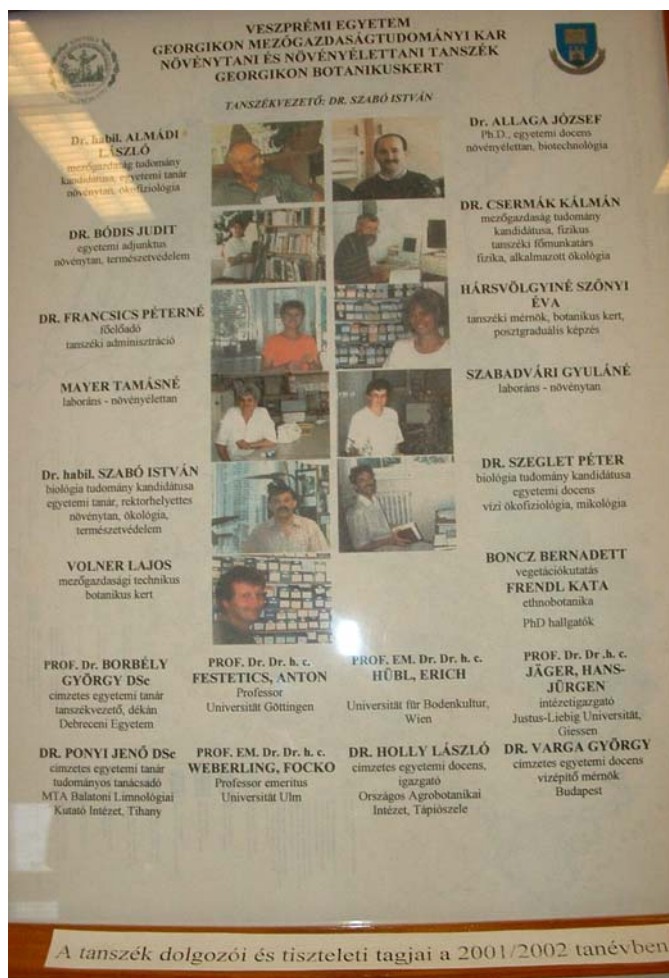 VESZPRÉMI EGYETEM
GEORGIKON MEZŐGAZDASÁGTUDOMÁNYI KAR
NÖVÉNYTANI ÉS NÖVÉNYÉLETTANI TANSZÉK
GEORGIKON BOTANIKUSKERT
TANSZÉKVEZETŐ: DR. SZABÓ ISTVÁN
Dr. habil. ALMÁDI
LÁSZLÓ
mezőgazdaság tudomány
kandidátusa, egyetemi tanár
növénytan, ökofiziológia
Dr. ALLAGA JÓZSEF
Ph.D., egyetemi docens
növényélettan, biotechnológia
DR. BÓDIS JUDIT
egyetemi adjunktus
növénytan, természetvédelem
DR. CSERMÁK KÁLMÁN
mezőgazdaság tudomány
kandidátusa, fizikus
tanszéki főmunkatárs
fizika, alkalmazott ökológia
DR. FRANCSICS PÉTERNÉ
főelőadó
tanszéki adminisztráció
HÁRSVÖLGYINÉ SZŐNYI
ÉVA
tanszéki mérnök, botanikus kert,
posztgraduális képzés
MAYER TAMÁSNÉ
laboráns - növényélettan
SZABADVÁRI GYULÁNÉ
laboráns - növénytan
Dr. habil. SZABÓ ISTVÁN
biológia tudomány kandidátusa
egyetemi tanár, rektorhelyettes
növénytan, ökológia,
természetvédelem
DR. SZEGLET PÉTER
biológia tudomány kandidátusa
egyetemi docens
vízi ökofiziológia, mikológia
VOLNER LAJOS
mezőgazdasági technikus
botanikus kert
BONCZ BERNADETT
vegetációkutatás
FRENDL KATA
ethnobotanika
PhD hallgatók
PROF. Dr. BORBÉLY
GYÖRGY DSc
címzetes egyetemi tanár
tanszékvezető, dékán
Debreceni Egyetem
PROF. Dr. Dr. h. c.
FESTETICS, ANTON
Professor
Universität Göttingen
PROF. EM. Dr. Dr. h. c.
HÜBL, ERICH
Universität für Bodenkultur,
Wien
PROF. Dr. Dr .h. c.
JÄGER, HANS-
JÜRGEN
intézetigazgató
Justus-Liebig Universität,
Giessen
DR. PONYI JENŐ DSc
címzetes egyetemi tanár
tudományos tanácsadó
MTA Balatoni Limnológiai
Kutató Intézet, Tihany
PROF. EM. Dr. Dr. h. c.
WEBERLING, FOCKO
Professor emeritus
Universität Ulm
DR. HOLLY LÁSZLÓ
címzetes egyetemi docens,
igazgató
Országos Agrobotanikai
Intézet, Tápiószele
DR. VARGA GYÖRGY
címzetes egyetemi docens
vízépítő mérnök
Budapest
A tanszék dolgozói és tiszteleti tagjai a 2001/2002 tanévben